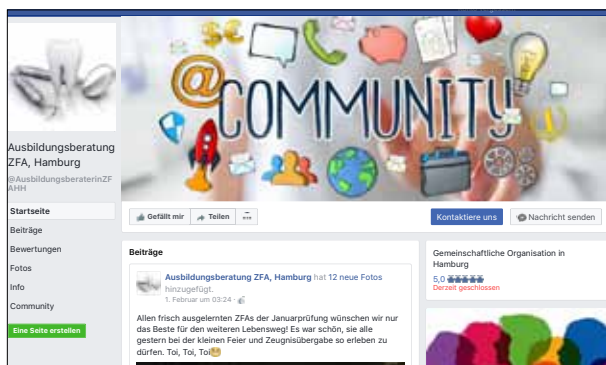 COMMUNITY
Ausbildungsberatung
ZFA, Hamburg
@AusbildungsberaterinZF
AHH
Startseite
Beiträge
Bewertungen
Fotos
Info
Community
Eine Seite erstellen
Gefällt mir
Teilen
Kontaktiere uns
Nachricht senden
Beiträge
Ausbildungsberatung ZFA, Hamburg hat 12 neue Fotos
hinzugefügt.
1. Februar um 03:24 ·
Allen frisch ausgelernten ZFAs der Januarprüfung wünschen wir nur
das Beste für den weiteren Lebensweg! Es war schön, sie alle
gestern bei der kleinen Feier und Zeugnisübergabe so erleben zu
dürfen. Toi, Toi, Toi
Gemeinschaftliche Organisation in
Hamburg
5,0
Derzeit geschlossen